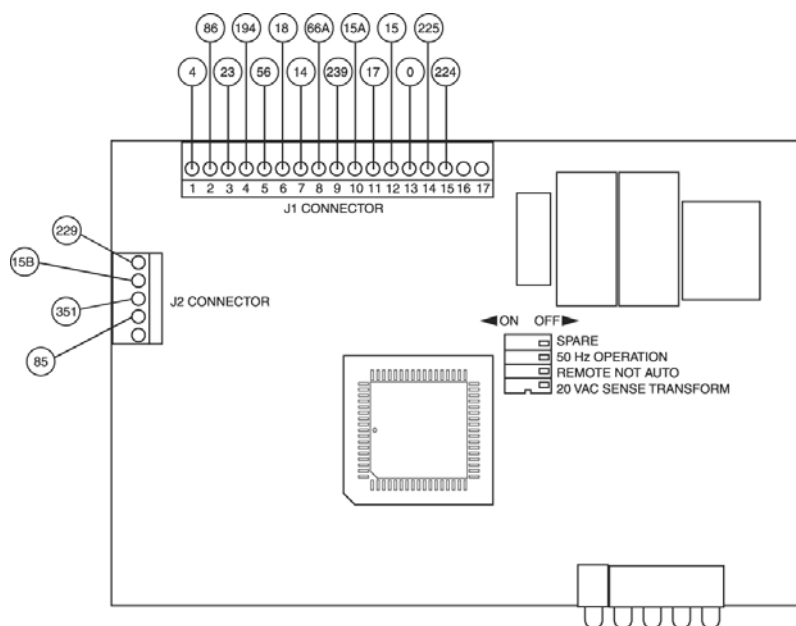 86 194 18 66A 15A 15 225
4 23 56 14 239 17 0 224
1 2 3 4 5 6 7 8 9 10 11 12 13 14 15 16 17
J1 CONNECTOR
229
15B
J2 CONNECTOR
351
85
ON OFF
SPARE
50 Hz OPERATION
REMOTE NOT AUTO
20 VAC SENSE TRANSFORM